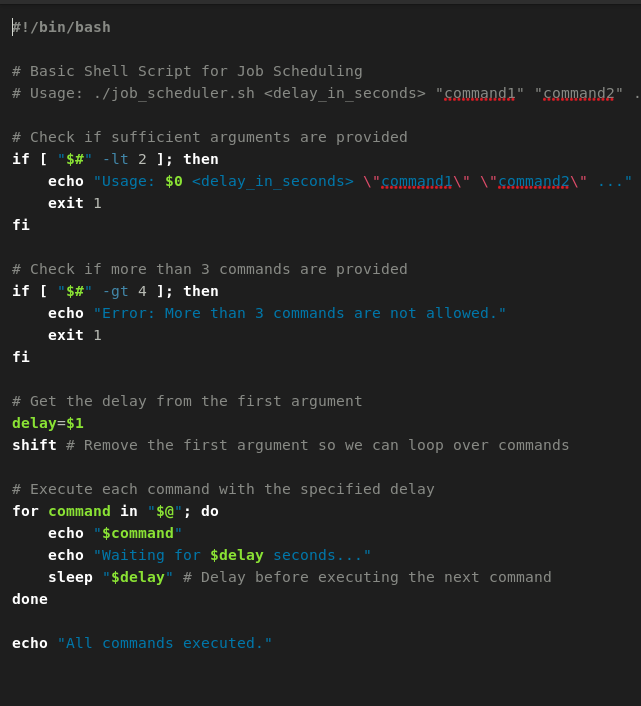 #!/bin/bash
# Basic Shell Script for Job Scheduling
# Usage: ./job_scheduler.sh <delay_in_seconds> "command1" "command2" .
# Check if sufficient arguments are provided
if [ "$#" -lt 2 ]; then
    echo "Usage: $0 <delay_in_seconds> \"command1\" \"command2\" ..."
    exit 1
fi
# Check if more than 3 commands are provided
if [ "$#" -gt 4 ]; then
    echo "Error: More than 3 commands are not allowed."
    exit 1
fi
# Get the delay from the first argument
delay=$1
shift # Remove the first argument so we can loop over commands
# Execute each command with the specified delay
for command in "$@"; do
    echo "$command"
    echo "Waiting for $delay seconds..."
    sleep "$delay" # Delay before executing the next command
done
echo "All commands executed."